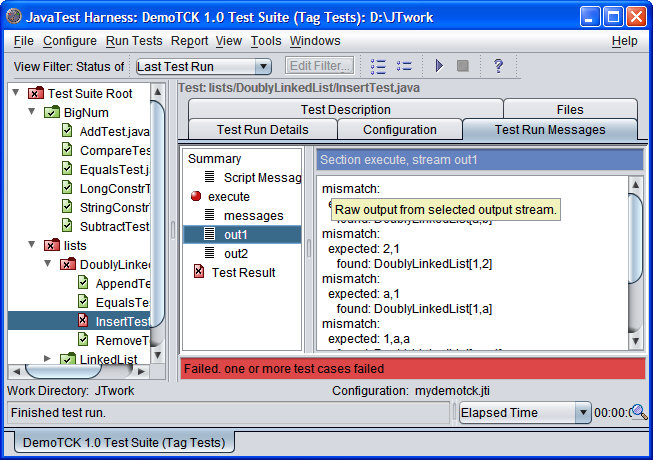 JavaTest Harness: DemoTCK 1.0 Test Suite (Tag Tests): D:\JTwork
File Configure Run Tests Report View Tools Windows Help
View Filter: Status of Last Test Run Edit Filter... ?
Test Suite Root
BigNum
AddTest.java
CompareTe
EqualsTest.j
LongConstrT
StringConstr
SubtractTest
lists
DoublyLinked
AppendTe
EqualsTes
InsertTest
RemoveTe
LinkedList
Test: lists/DoublyLinkedList/InsertTest.java
Test Description Files
Test Run Details Configuration Test Run Messages
Summary
Script Messag
execute
messages
out1
out2
Test Result
Section execute, stream out1
mismatch:
Raw output from selected output stream.
found: DoublyLinkedList
mismatch:
expected: 2,1
found: DoublyLinkedList[1,2]
mismatch:
expected: a,1
found: DoublyLinkedList[1,a]
mismatch:
expected: 1,a,a
found: DoublyLinkedList[1,a
Failed. one or more test cases failed
Work Directory: JTwork Configuration: mydemotck.jti
Finished test run. Elapsed Time 00:00:
DemoTCK 1.0 Test Suite (Tag Tests)